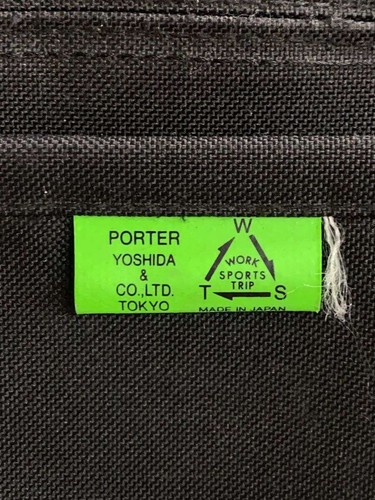 PORTER
YOSHIDA
&
CO.,LTD.
TOKYO
W
WORK
SPORTS
TRIP
T S
MADE IN JAPAN